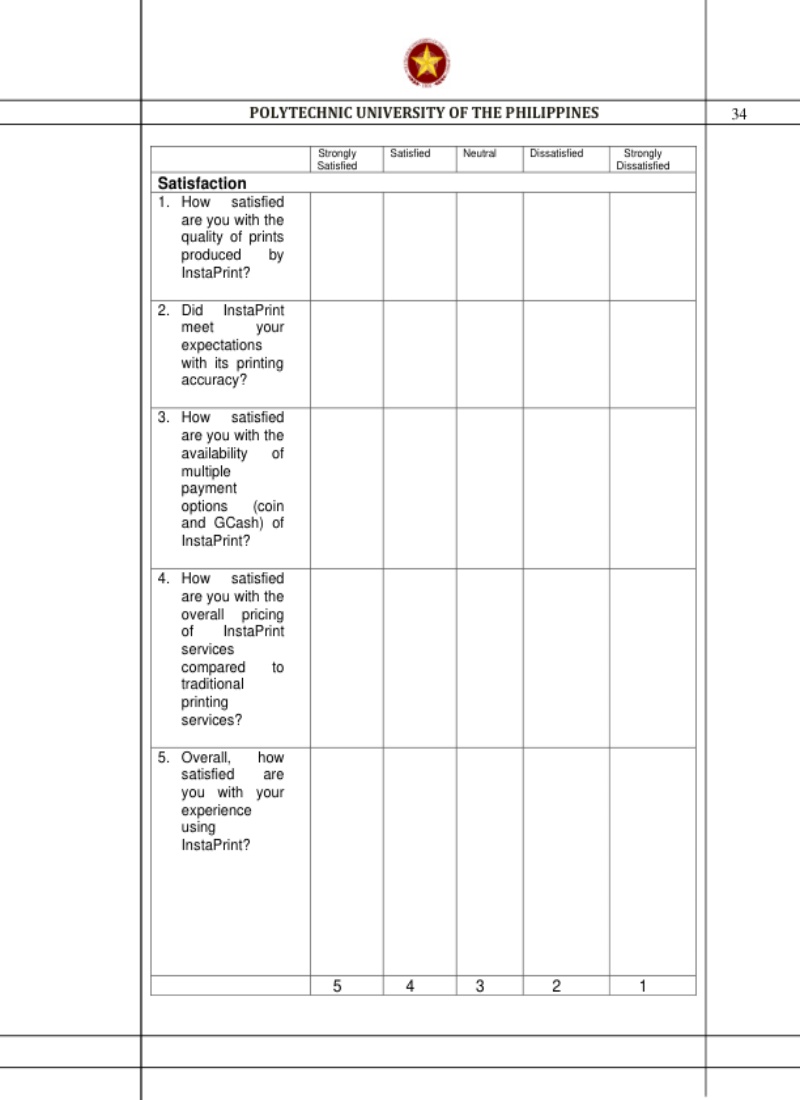 POLYTECHNIC UNIVERSITY OF THE PHILIPPINES
34
Strongly Satisfied
Satisfied
Neutral
Dissatisfied
Strongly Dissatisfied
Satisfaction
1. How satisfied
are you with the
quality of prints
produced by
InstaPrint?
2. Did InstaPrint
meet your
expectations
with its printing
accuracy?
3. How satisfied
are you with the
availability of
multiple
payment
options (coin
and GCash) of
InstaPrint?
4. How satisfied
are you with the
overall pricing
of InstaPrint
services
compared to
traditional
printing
services?
5. Overall, how
satisfied are
you with your
experience
using
InstaPrint?
5 4 3 2 1